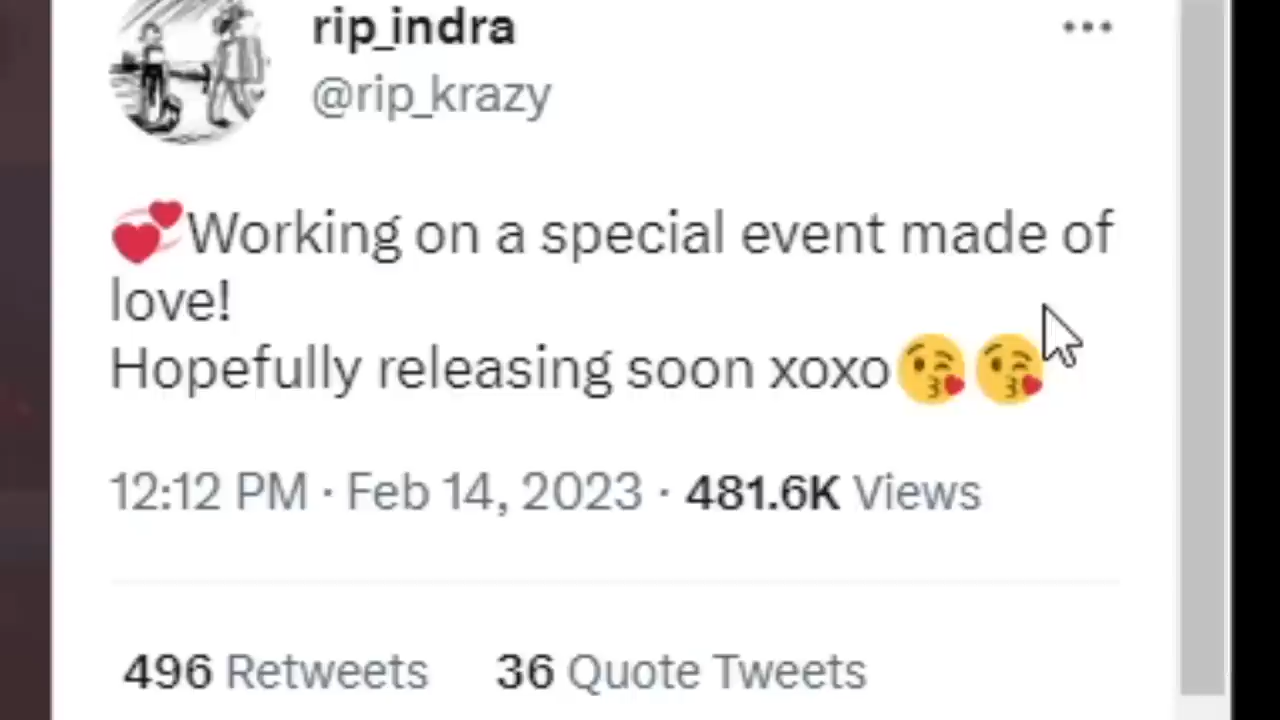 rip_indra
@rip_krazy
💞Working on a special event made of
love!
Hopefully releasing soon xoxo😘😘
12:12 PM · Feb 14, 2023 · 481.6K Views
496 Retweets 36 Quote Tweets